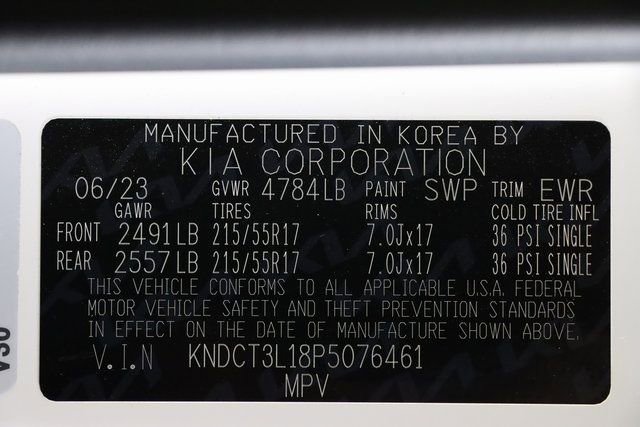 MANUFACTURED IN KOREA BY
KIA CORPORATION
06/23 GVWR 4784LB PAINT SWP TRIM EWR
GAWR TIRES RIMS COLD TIRE INFL
FRONT 2491LB 215/55R17 7.0Jx17 36 PSI SINGLE
REAR 2557LB 215/55R17 7.0Jx17 36 PSI SINGLE
THIS VEHICLE CONFORMS TO ALL APPLICABLE U.S.A. FEDERAL
MOTOR VEHICLE SAFETY AND THEFT PREVENTION STANDARDS
IN EFFECT ON THE DATE OF MANUFACTURE SHOWN ABOVE.
V.I.N KNDCT3L18P5076461
MPV